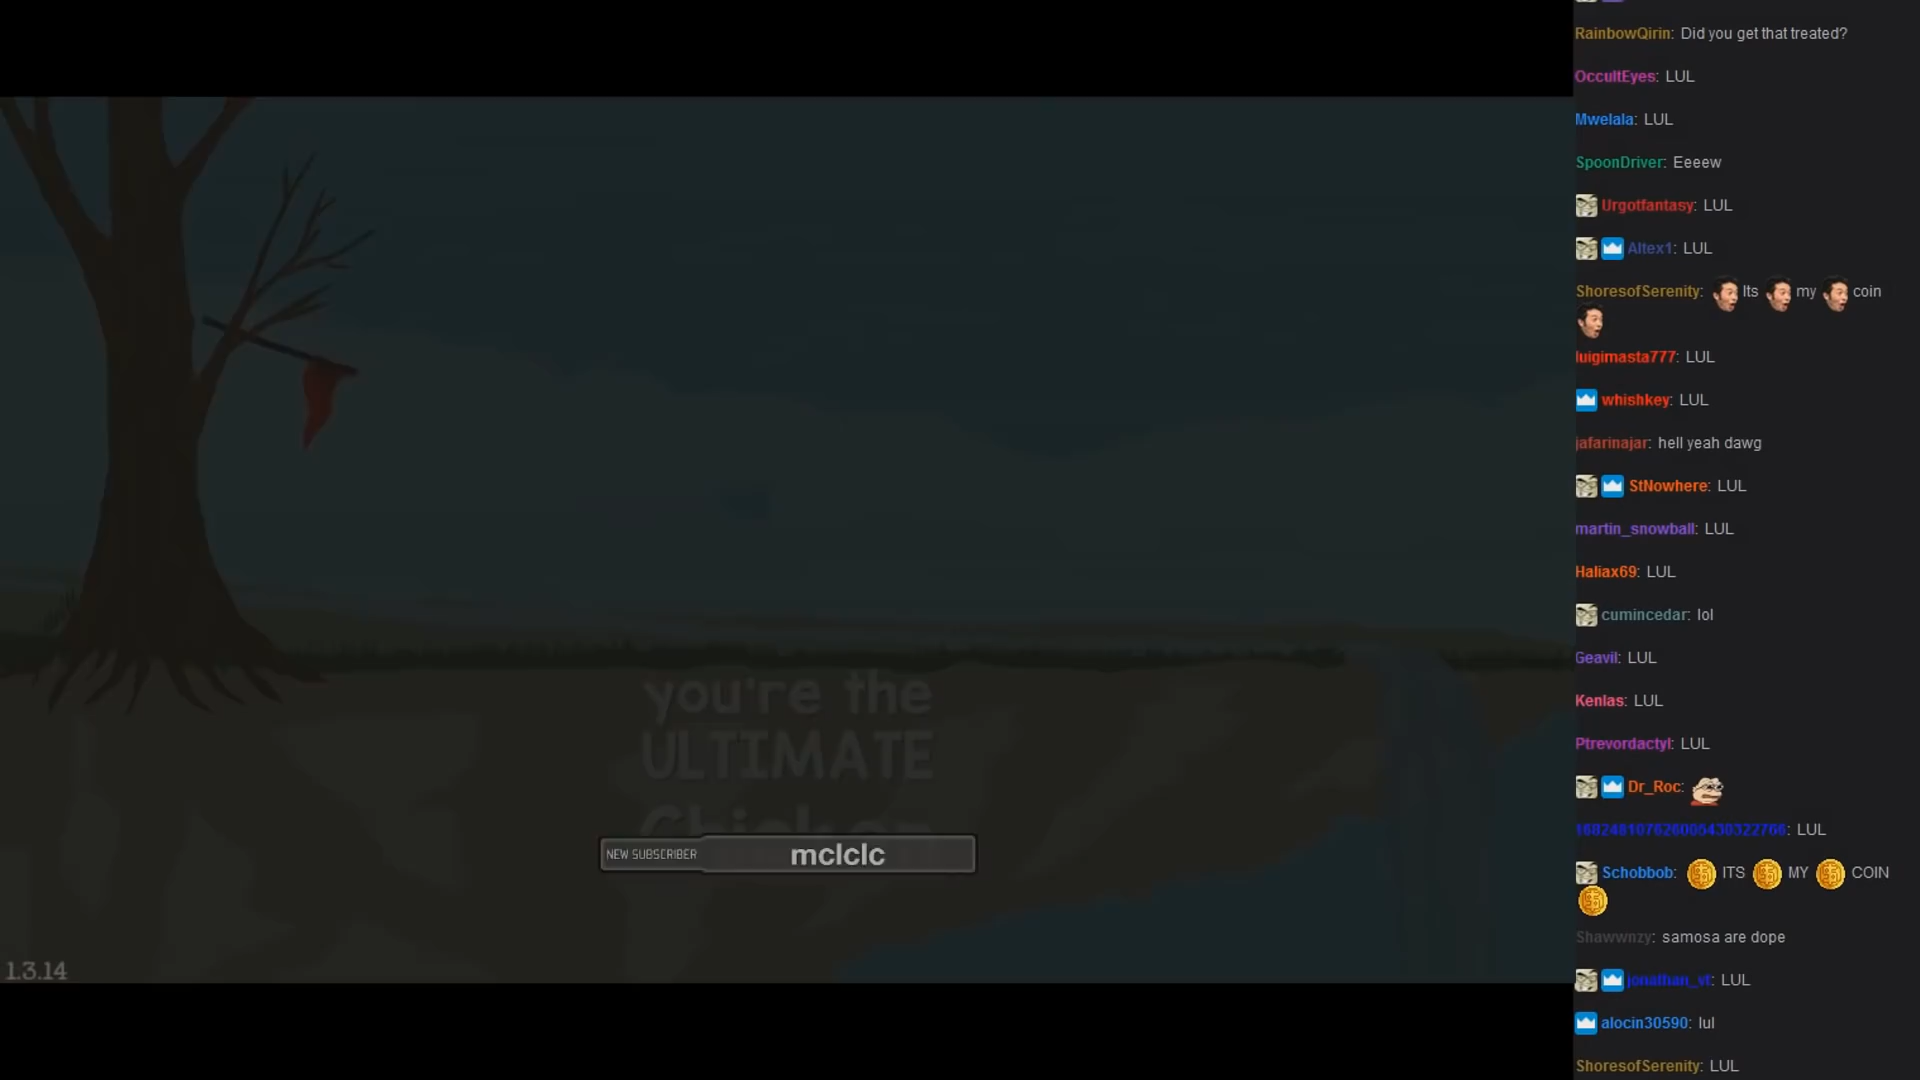 you're the
ULTIMATE
Chicken
NEW SUBSCRIBER mclclc
1.3.14
RainbowQirin: Did you get that treated?
OccultEyes: LUL
Mwelala: LUL
SpoonDriver: Eeeew
Urgotfantasy: LUL
Altex1: LUL
ShoresofSerenity: Its my coin
luigimasta777: LUL
whishkey: LUL
jafarinajar: hell yeah dawg
StNowhere: LUL
martin_snowball: LUL
Haliax69: LUL
cumincedar: lol
Geavil: LUL
Kenlas: LUL
Ptrevordactyl: LUL
Dr_Roc:
LUL
Schobbob: ITS MY COIN
Shawwnzy: samosa are dope
jonathan_vf: LUL
alocin30590: lul
ShoresofSerenity: LUL